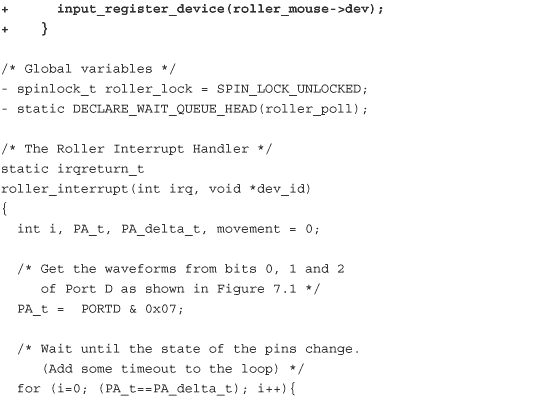 +      input_register_device(roller_mouse->dev);
+    }
/* Global variables */
- spinlock_t roller_lock = SPIN_LOCK_UNLOCKED;
- static DECLARE_WAIT_QUEUE_HEAD(roller_poll);
/* The Roller Interrupt Handler */
static irqreturn_t
roller_interrupt(int irq, void *dev_id)
{
  int i, PA_t, PA_delta_t, movement = 0;
  /* Get the waveforms from bits 0, 1 and 2
     of Port D as shown in Figure 7.1 */
  PA_t =  PORTD & 0x07;
  /* Wait until the state of the pins change.
     (Add some timeout to the loop) */
  for (i=0; (PA_t==PA_delta_t); i++){